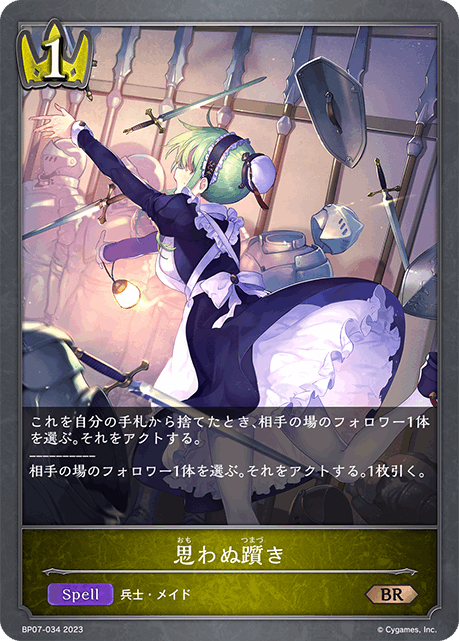 1
これを自分の手札から捨てたとき、相手の場のフォロワー1体
を選ぶ。それをアクトする。
----------
相手の場のフォロワー1体を選ぶ。それをアクトする。1枚引く。
おも つまづ
思わぬ躓き
Spell 兵士・メイド BR
BP07-034 2023 © Cygames, Inc.